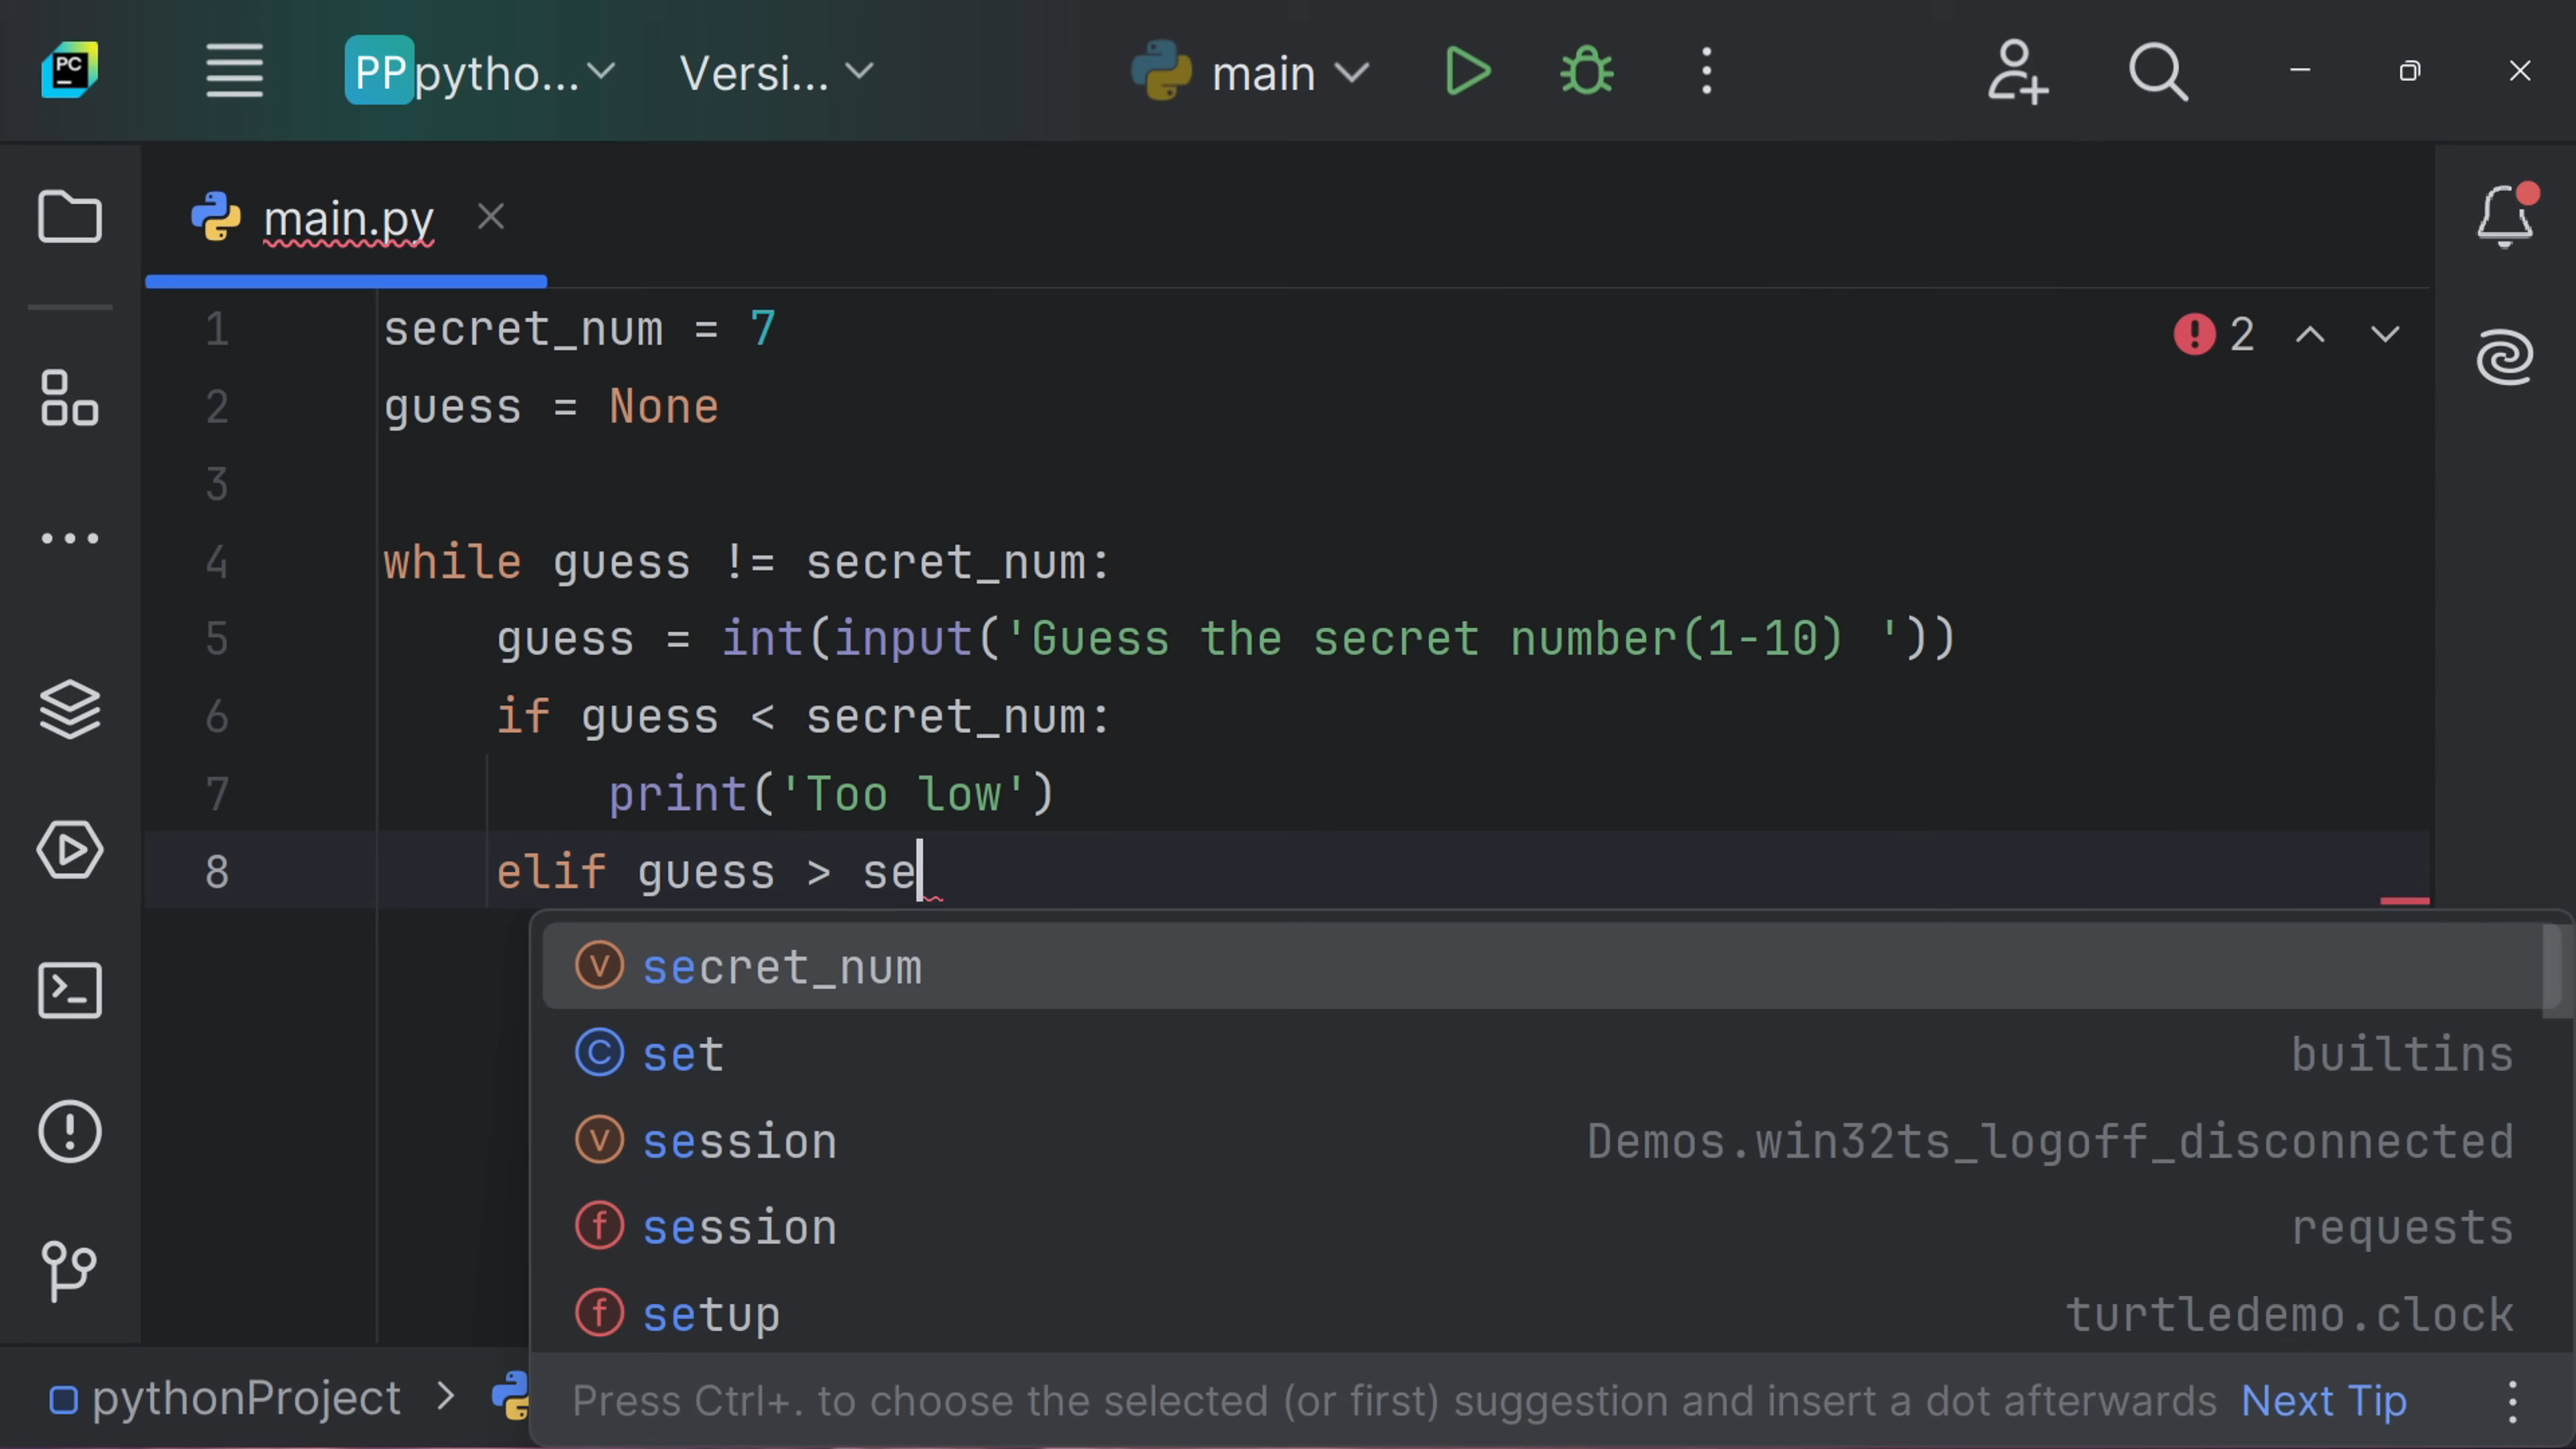 PC
PP pytho... Versi... main
main.py
1 secret_num = 7
2
2 guess = None
3
4 while guess != secret_num:
5     guess = int(input('Guess the secret number(1-10) '))
6     if guess < secret_num:
7         print('Too low')
8     elif guess > se
v secret_num
C set builtins
v session Demos.win32ts_logoff_disconnected
f session requests
f setup turtledemo.clock
pythonProject >
Press Ctrl+. to choose the selected (or first) suggestion and insert a dot afterwards Next Tip